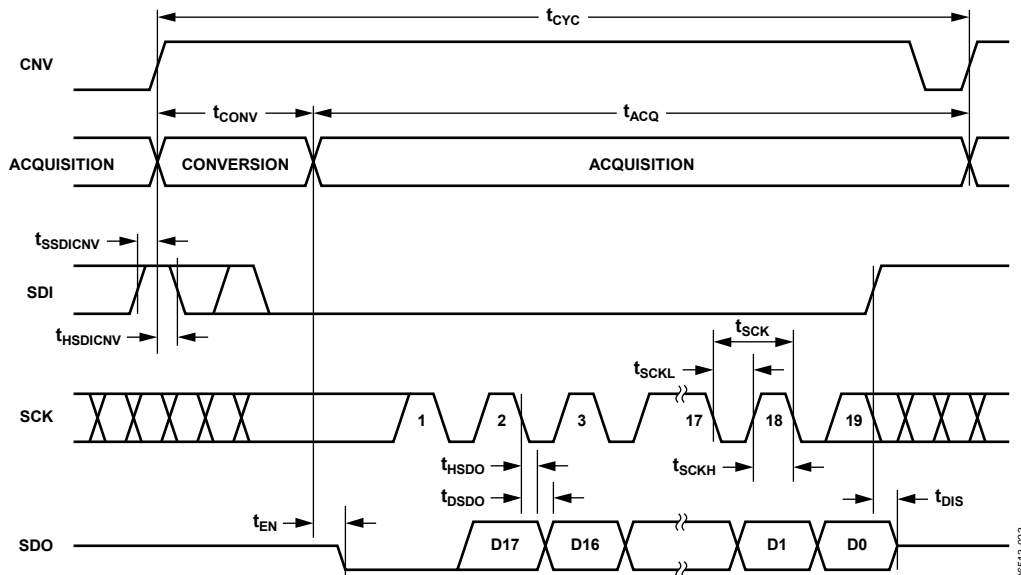 tCYC
CNV
tCONV
tACQ
ACQUISITION
CONVERSION
ACQUISITION
tSSDICNV
SDI
tHSDICNV
tSCK
tSCKL
SCK
1
2
3
17
18
19
tHSDO
tSCKH
tDSDO
tEN
tDIS
SDO
D17
D16
D1
D0